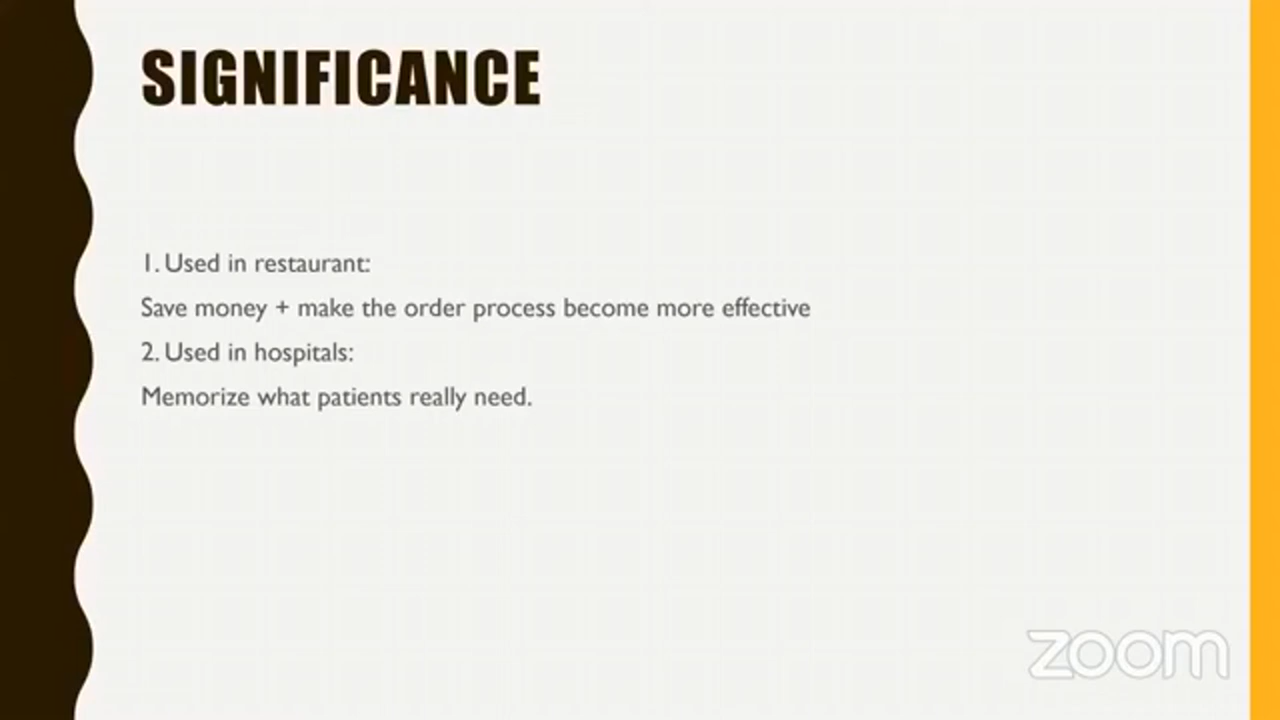 SIGNIFICANCE
1. Used in restaurant:
Save money + make the order process become more effective
2. Used in hospitals:
Memorize what patients really need.
zoom